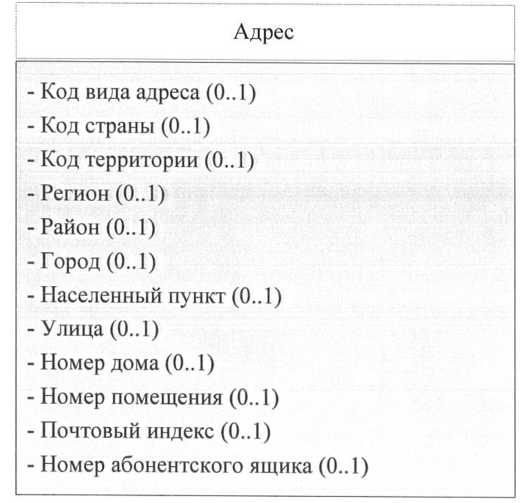 Адрес
- Код вида адреса (0..1)
- Код страны (0..1)
- Код территории (0..1)
- Регион (0..1)
- Район (0..1)
- Город (0..1)
- Населенный пункт (0..1)
- Улица (0..1)
- Номер дома (0..1)
- Номер помещения (0..1)
- Почтовый индекс (0..1)
- Номер абонентского ящика (0..1)